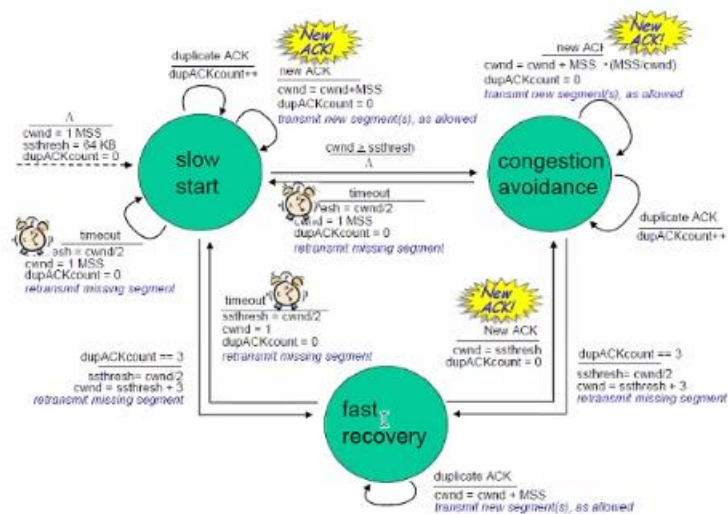 New
ACK!
duplicate ACK
dupACKcount++
new ACK
cwnd = cwnd+MSS
dupACKcount = 0
transmit new segment(s), as allowed
Λ
cwnd = 1 MSS
ssthresh = 64 KB
dupACKcount = 0
slow
start
timeout
cwnd/2
cwnd = 1 MSS
dupACKcount = 0
retransmit missing segment
cwnd ≥ ssthresh
Λ
timeout
= cwnd/2
= 1 MSS
dupACKcount = 0
retransmit missing segment
New
ACK!
new
cwnd = cwnd + MSS • (MSS/cwnd)
dupACKcount = 0
transmit new segment(s), as allowed
congestion
avoidance
duplicate ACK
dupACKcount++
timeout
ssthresh = cwnd/2
cwnd = 1
dupACKcount = 0
retransmit missing segment
New
ACK!
New ACK
cwnd = ssthresh
dupACKcount = 0
dupACKcount == 3
ssthresh= cwnd/2
cwnd = ssthresh + 3
retransmit missing segment
dupACKcount == 3
ssthresh= cwnd/2
cwnd = ssthresh + 3
retransmit missing segment
fast
recovery
duplicate ACK
cwnd = cwnd + MSS
transmit new segment(s), as allowed